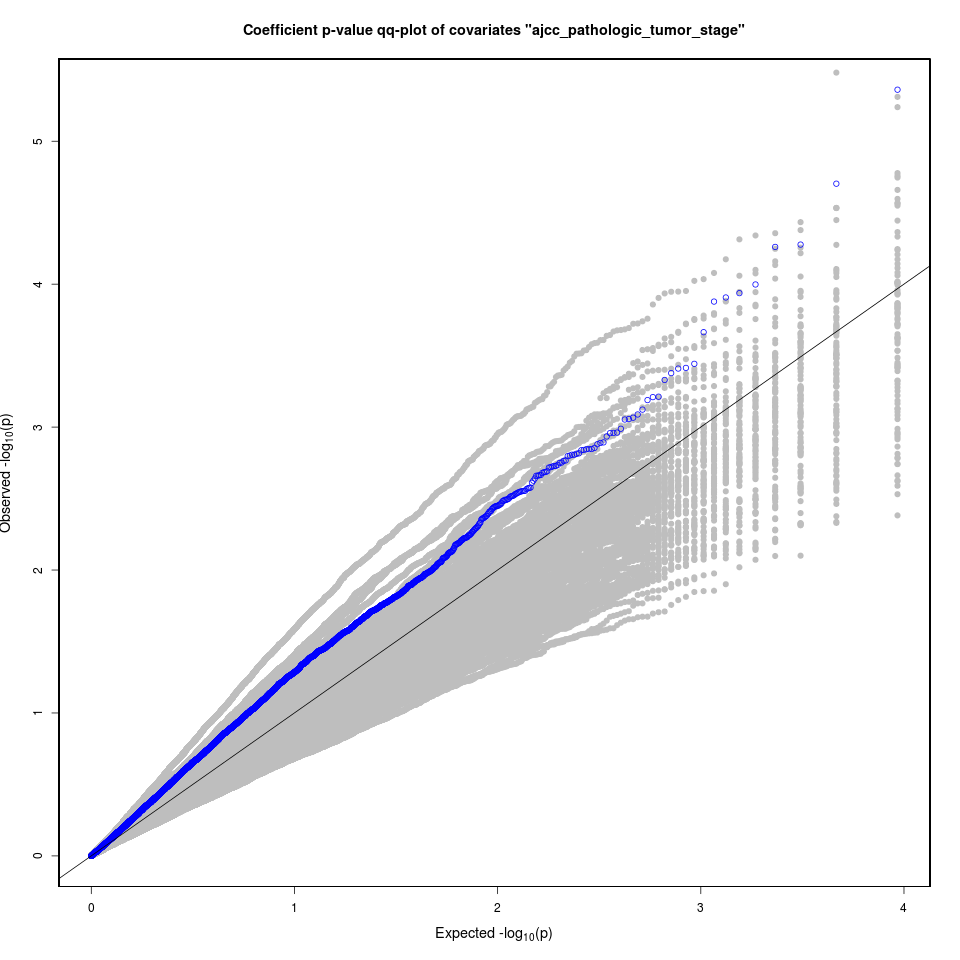 Coefficient p-value qq-plot of covariates "ajcc_pathologic_tumor_stage"
5
4
3
2
1
0
Observed -log10(p)
0 1 2 3 4
Expected -log10(p)